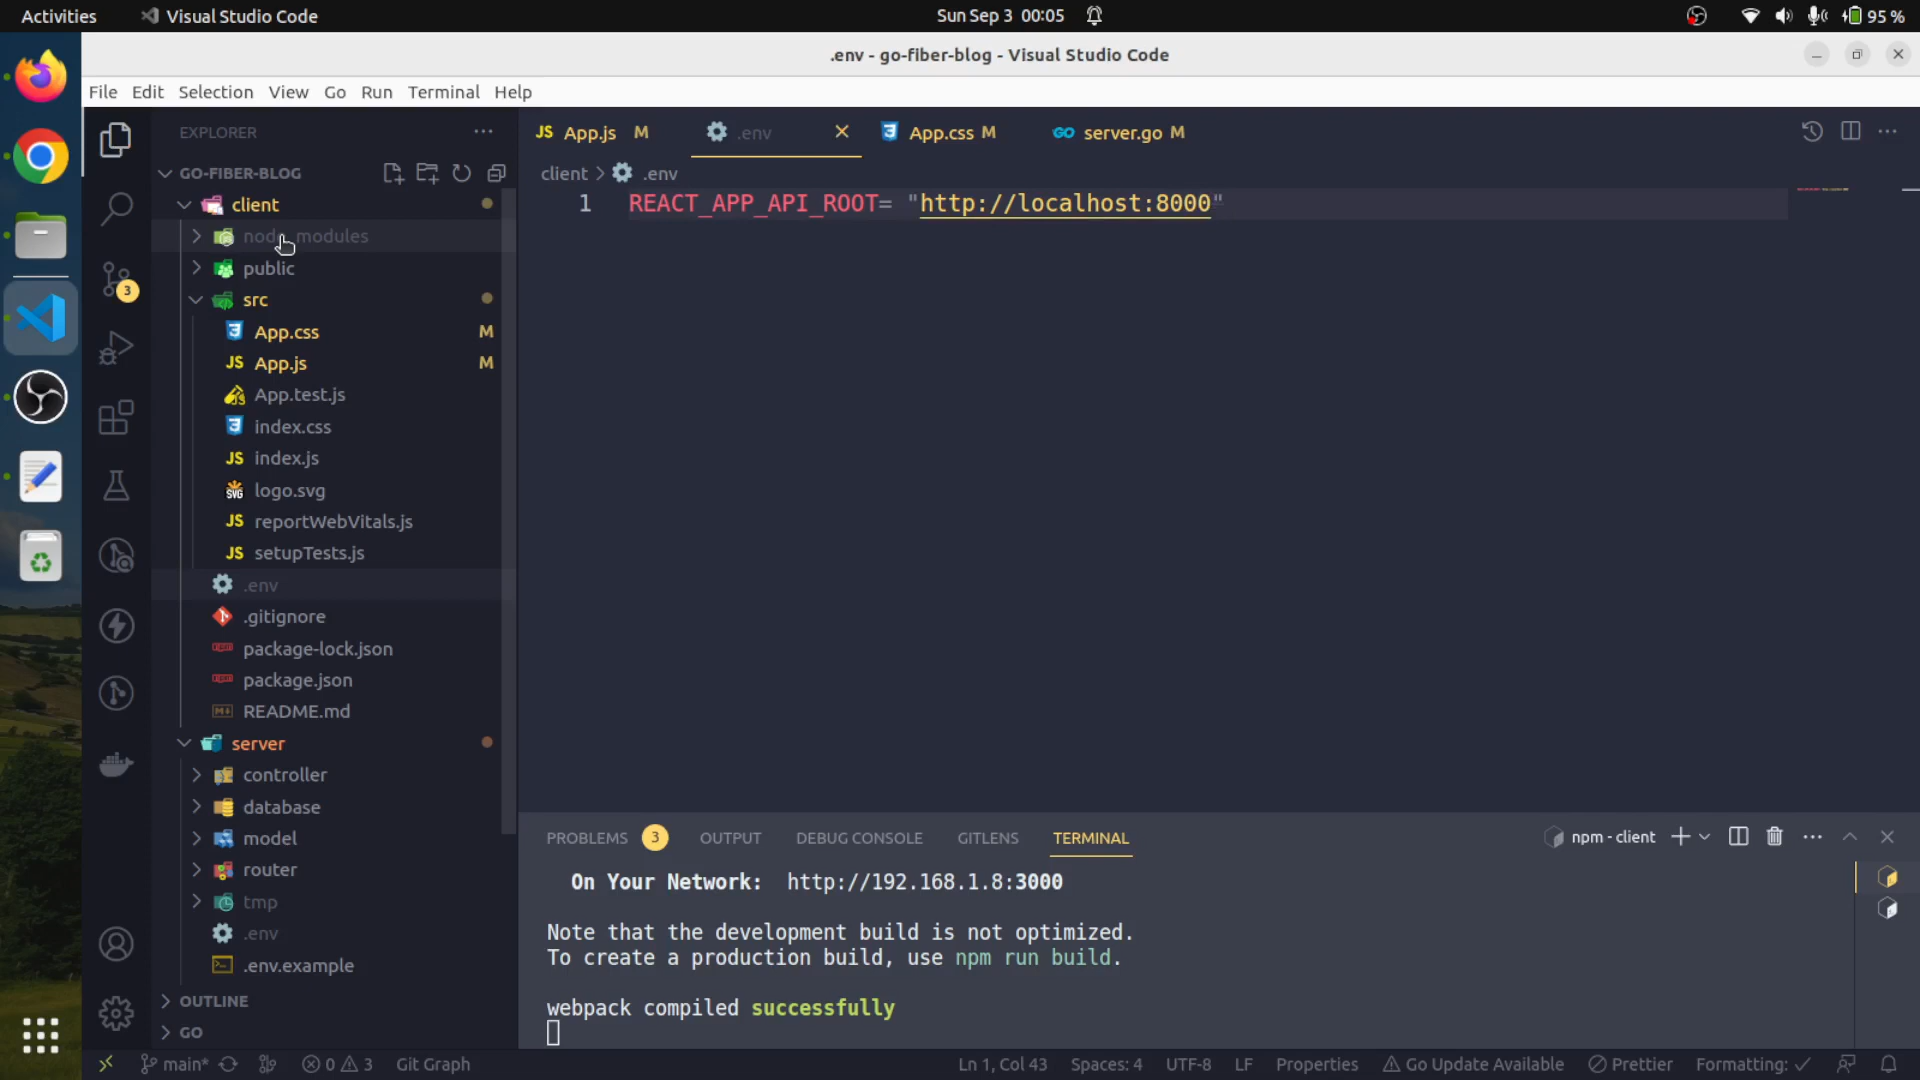 Activities
Visual Studio Code
Sun Sep 3 00:05
95 %
.env - go-fiber-blog - Visual Studio Code
File Edit Selection View Go Run Terminal Help
EXPLORER
JS App.js M
.env
App.css M
GO server.go M
GO-FIBER-BLOG
client > .env
client
1 REACT_APP_API_ROOT= "http://localhost:8000"
node_modules
public
src
App.css M
JS App.js M
App.test.js
index.css
JS index.js
SVG logo.svg
JS reportWebVitals.js
JS setupTests.js
.env
.gitignore
package-lock.json
package.json
README.md
server
controller
database
model
router
tmp
.env
.env.example
OUTLINE
GO
3
PROBLEMS 3 OUTPUT DEBUG CONSOLE GITLENS TERMINAL
npm - client
On Your Network: http://192.168.1.8:3000
Note that the development build is not optimized.
To create a production build, use npm run build.
webpack compiled successfully
main* 0 3 Git Graph
Ln 1, Col 43 Spaces: 4 UTF-8 LF Properties Go Update Available Prettier Formatting: ✓